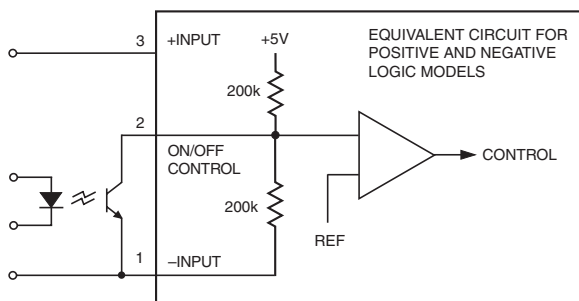 EQUIVALENT CIRCUIT FOR
POSITIVE AND NEGATIVE
LOGIC MODELS
3
+INPUT
+5V
200k
2
ON/OFF
CONTROL
CONTROL
200k
REF
1
–INPUT